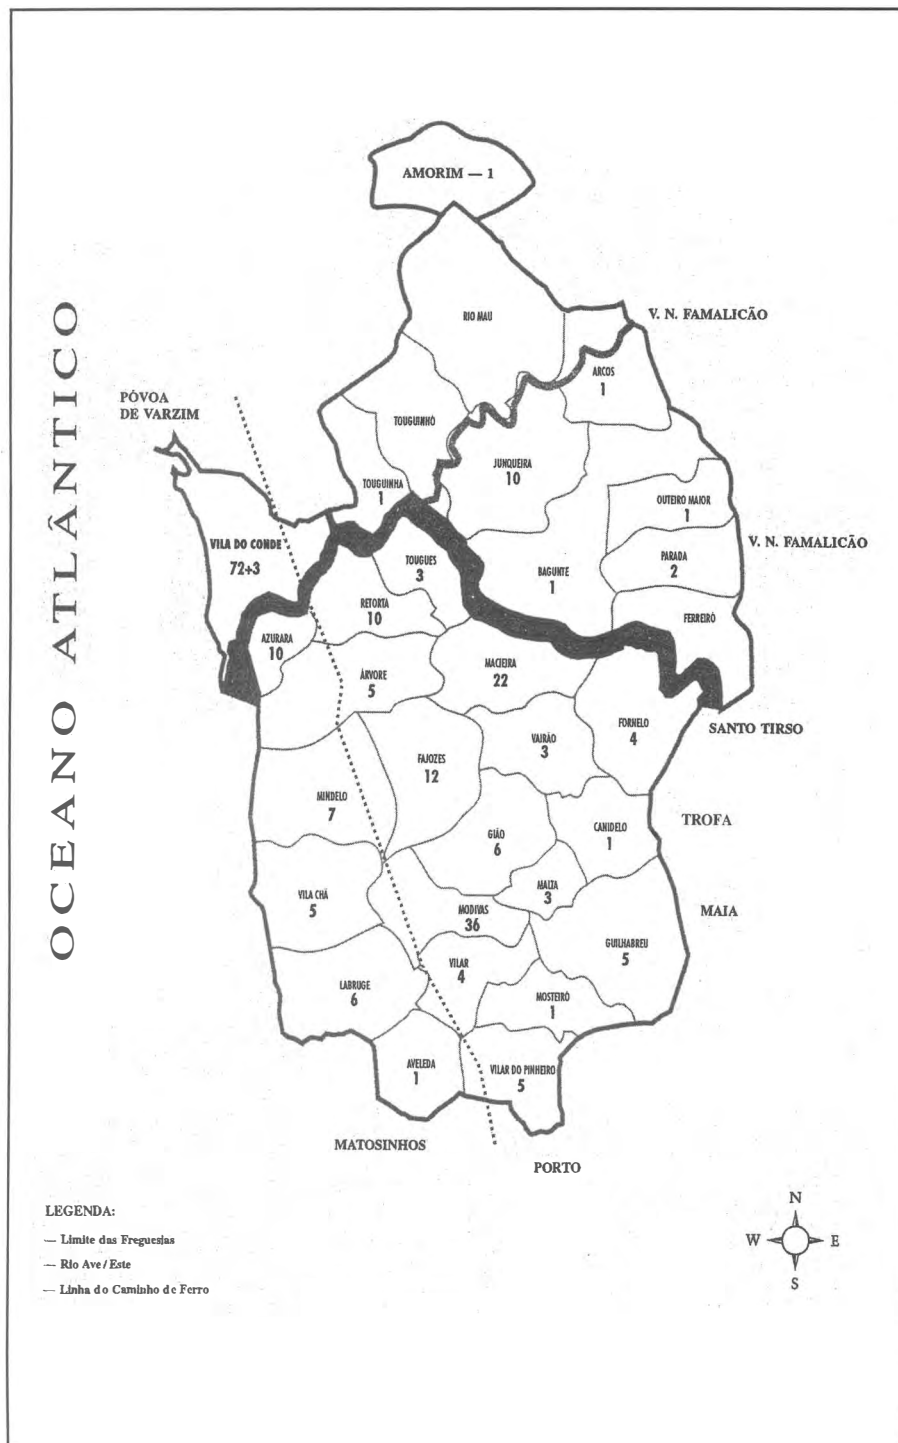 AMORIM — 1
RIO MAU
V. N. FAMALICÃO
ARCOS
1
PÓVOA
DE VARZIM
TOUGUINHÓ
JUNQUEIRA
10
TOUGUINHA
1
OUTEIRO MAIOR
1
VILA DO CONDE
72+3
V. N. FAMALICÃO
TOUGUES
3
BAGUNTE
1
PARADA
2
RETORTA
10
FERREIRÓ
AZURARA
10
OCEANO ATLÂNTICO
MACIEIRA
22
ÁRVORE
5
FORNELO
4
SANTO TIRSO
VAIRÃO
3
FAJOZES
12
MINDELO
7
TROFA
CANIDELO
1
GIÃO
6
MALTA
3
VILA CHÃ
5
MODIVAS
36
MAIA
GUILHABREU
5
VILAR
4
LABRUGE
6
MOSTEIRÓ
1
AVELEDA
1
VILAR DO PINHEIRO
5
MATOSINHOS
PORTO
LEGENDA:
— Limite das Freguesias
— Rio Ave/Este
— Linha do Caminho de Ferro
N
W E
S